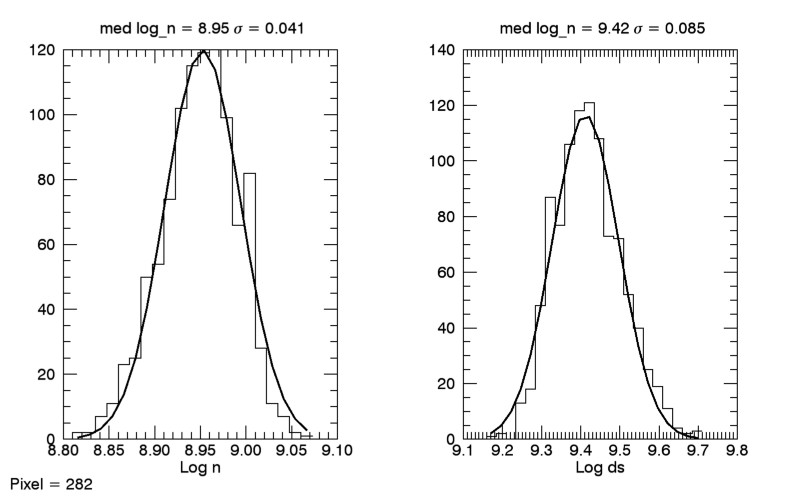 med log_n = 8.95 σ = 0.041
120
100
80
60
40
20
0
8.80 8.85 8.90 8.95 9.00 9.05 9.10
Log n
med log_n = 9.42 σ = 0.085
140
120
100
80
60
40
20
0
9.1 9.2 9.3 9.4 9.5 9.6 9.7 9.8
Log ds
Pixel = 282